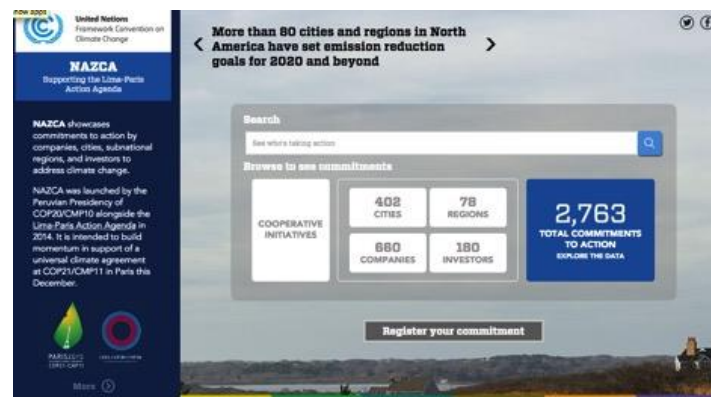 United Nations
Framework Convention on
Climate Change
NAZCA
Supporting the Lima-Paris
Action Agenda
NAZCA showcases
commitments to action by
companies, cities, subnational
regions, and investors to
address climate change.
NAZCA was launched by the
Peruvian Presidency of
COP20/CMP10 alongside the
Lima-Paris Action Agenda in
2014. It is intended to build
momentum in support of a
universal climate agreement
at COP21/CMP11 in Paris this
December.
PARIS2015
COP21·CMP11
More
More than 80 cities and regions in North
America have set emission reduction
goals for 2020 and beyond
Search
See who's taking action
Browse to see commitments
COOPERATIVE
INITIATIVES
402
CITIES
78
REGIONS
660
COMPANIES
180
INVESTORS
2,763
TOTAL COMMITMENTS
TO ACTION
EXPLORE THE DATA
Register your commitment